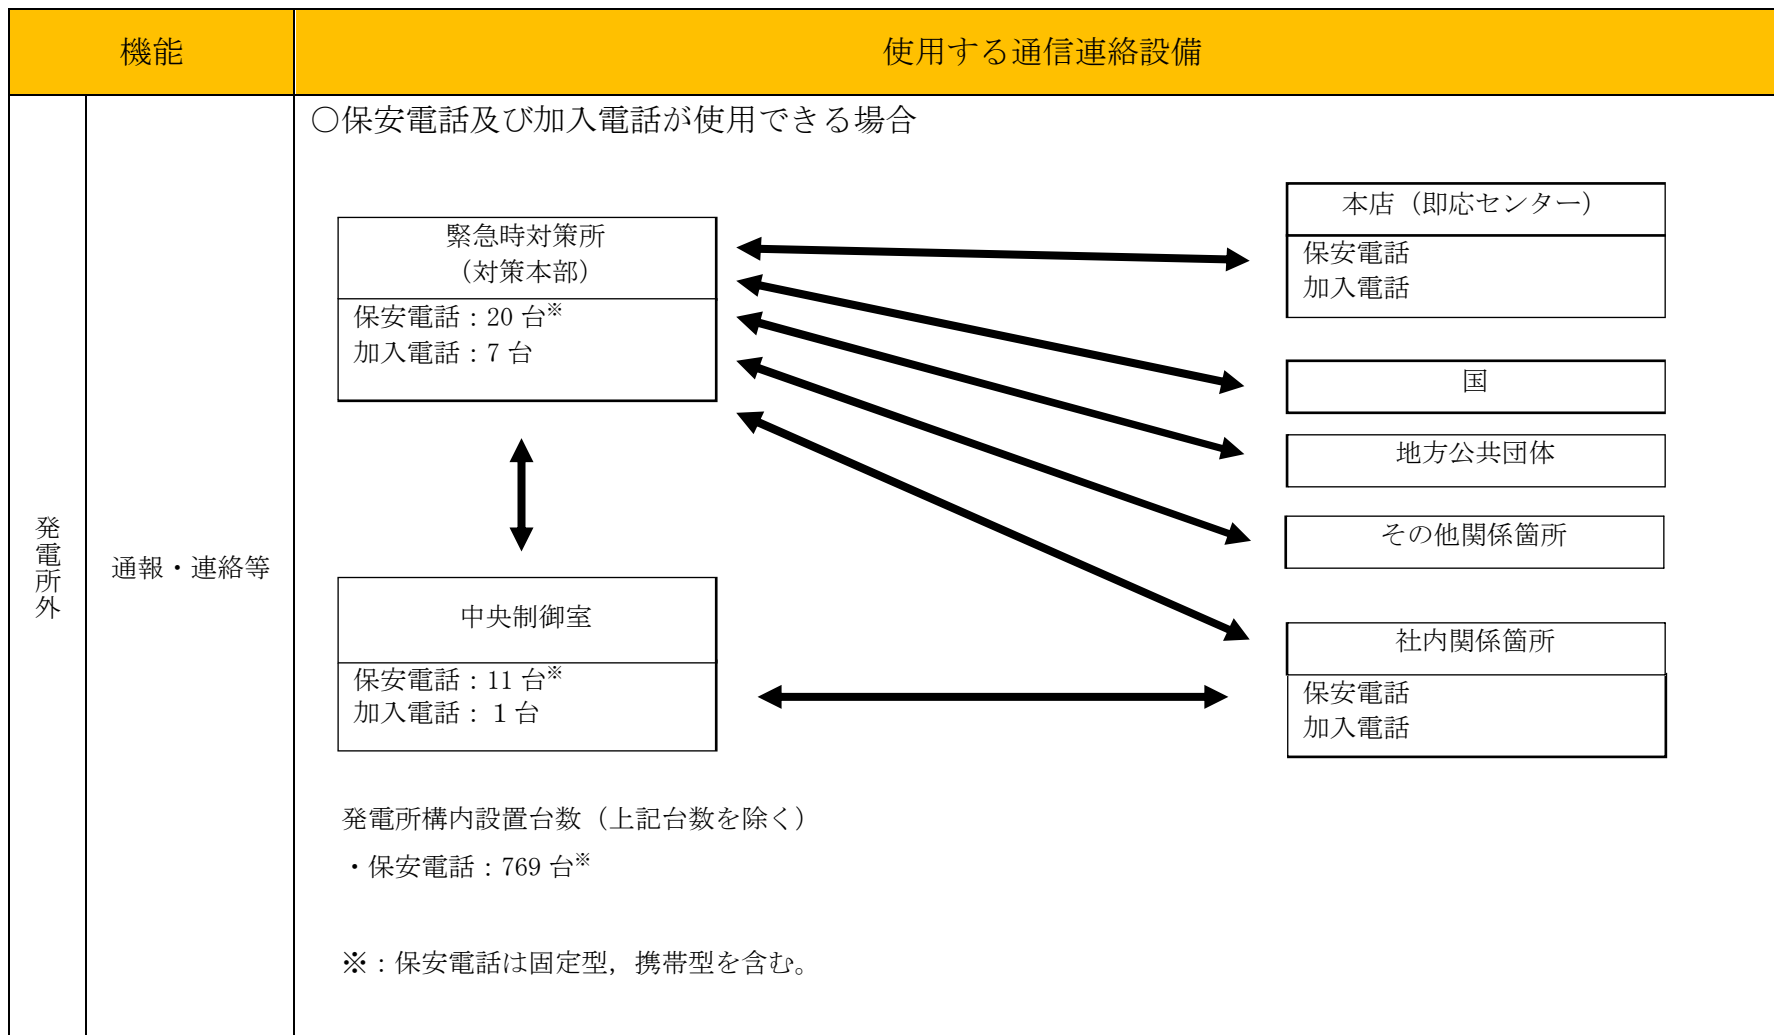 機能
使用する通信連絡設備
発電所外
通報・連絡等
○保安電話及び加入電話が使用できる場合
緊急時対策所
（対策本部）
保安電話：20 台※
加入電話：7 台
中央制御室
保安電話：11 台※
加入電話：１台
本店（即応センター）
保安電話
加入電話
国
地方公共団体
その他関係箇所
社内関係箇所
保安電話
加入電話
発電所構内設置台数（上記台数を除く）
・保安電話：769 台※
※：保安電話は固定型，携帯型を含む。